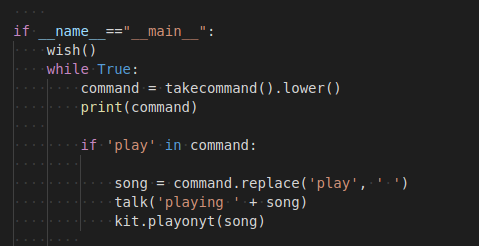 if __name__=="__main__":
    wish()
    while True:
        command = takecommand().lower()
        print(command)
        if 'play' in command:
            song = command.replace('play', ' ')
            talk('playing ' + song)
            kit.playonyt(song)